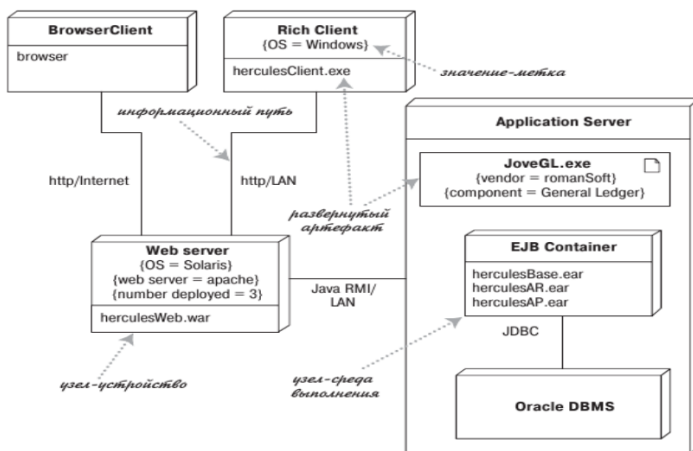 BrowserClient
browser
Rich Client
{OS = Windows}
herculesClient.exe
значение-метка
информационный путь
http/Internet
http/LAN
развернутый
артефакт
Application Server
JoveGL.exe
{vendor = romanSoft}
{component = General Ledger}
Web server
{OS = Solaris}
{web server = apache}
{number deployed = 3}
herculesWeb.war
Java RMI/
LAN
EJB Container
herculesBase.ear
herculesAR.ear
herculesAP.ear
JDBC
узел-устройство
узел-среда
выполнения
Oracle DBMS